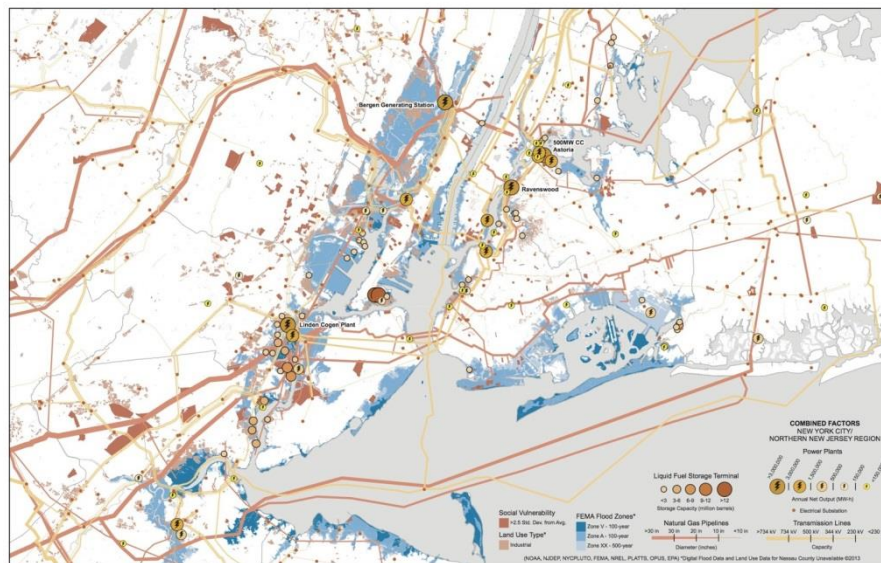 Bergen Generating Station
500MW CC
Astoria
Ravenswood
Linden Cogen Plant
COMBINED FACTORS
NEW YORK CITY/
NORTHERN NEW JERSEY REGION
Power Plants
Annual Net Output (MW-h)
Electrical Substation
Liquid Fuel Storage Terminal
<3 3-6 6-9 9-12 >12
Storage Capacity (million barrels)
Social Vulnerability
>2.5 Std. Dev. from Avg.
Land Use Type*
Industrial
FEMA Flood Zones*
Zone V - 100-year
Zone A - 100-year
Zone XX - 500-year
Natural Gas Pipelines
>30 in 20 in 15 in <10 in
Diameter (inches)
Transmission Lines
>734 kV 500 kV 344 kV 230 kV <230
Capacity
(NOAA, NJDEP, NYCPLUTO, FEMA, NREL, PLATTS, OPUS, EPA) *Digital Flood Data and Land Use Data for Nassau County Unavailable ©2013